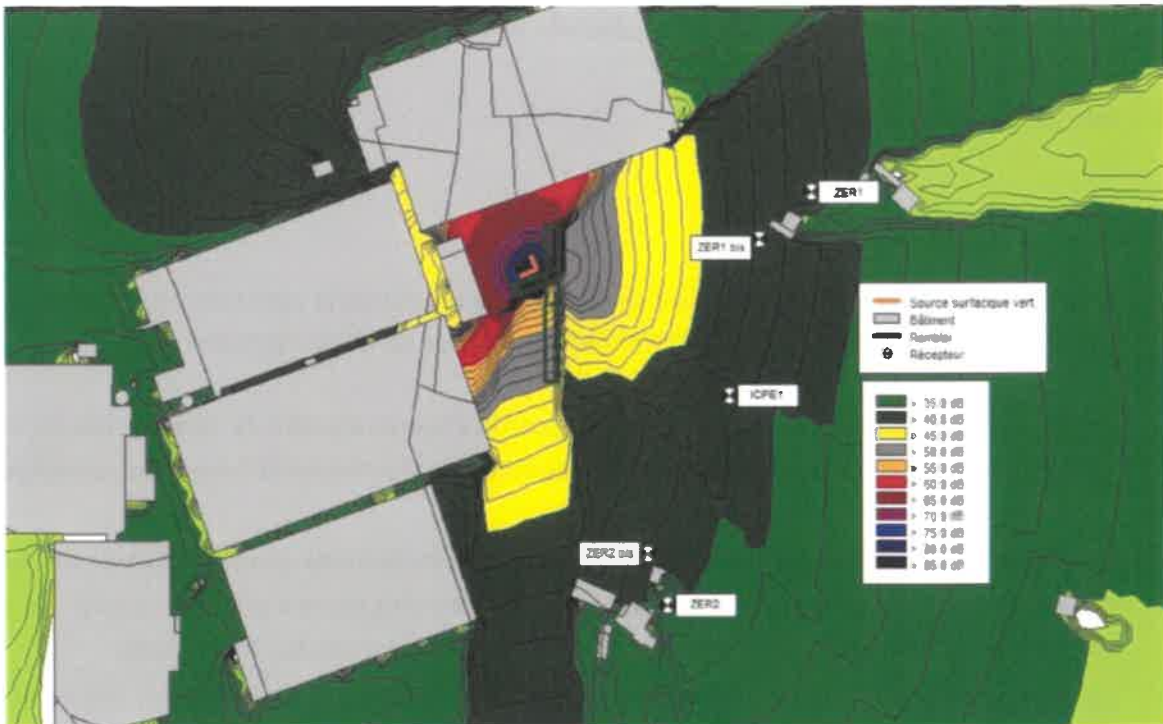 ZER1
ZER1 bis
Source surfacique vert
Bâtiment
Remblai
Récepteur
ICPE1
> 35.0 dB
> 40.0 dB
> 45.0 dB
> 50.0 dB
> 55.0 dB
> 60.0 dB
> 65.0 dB
> 70.0 dB
> 75.0 dB
> 80.0 dB
> 85.0 dB
ZER2 bis
ZER2